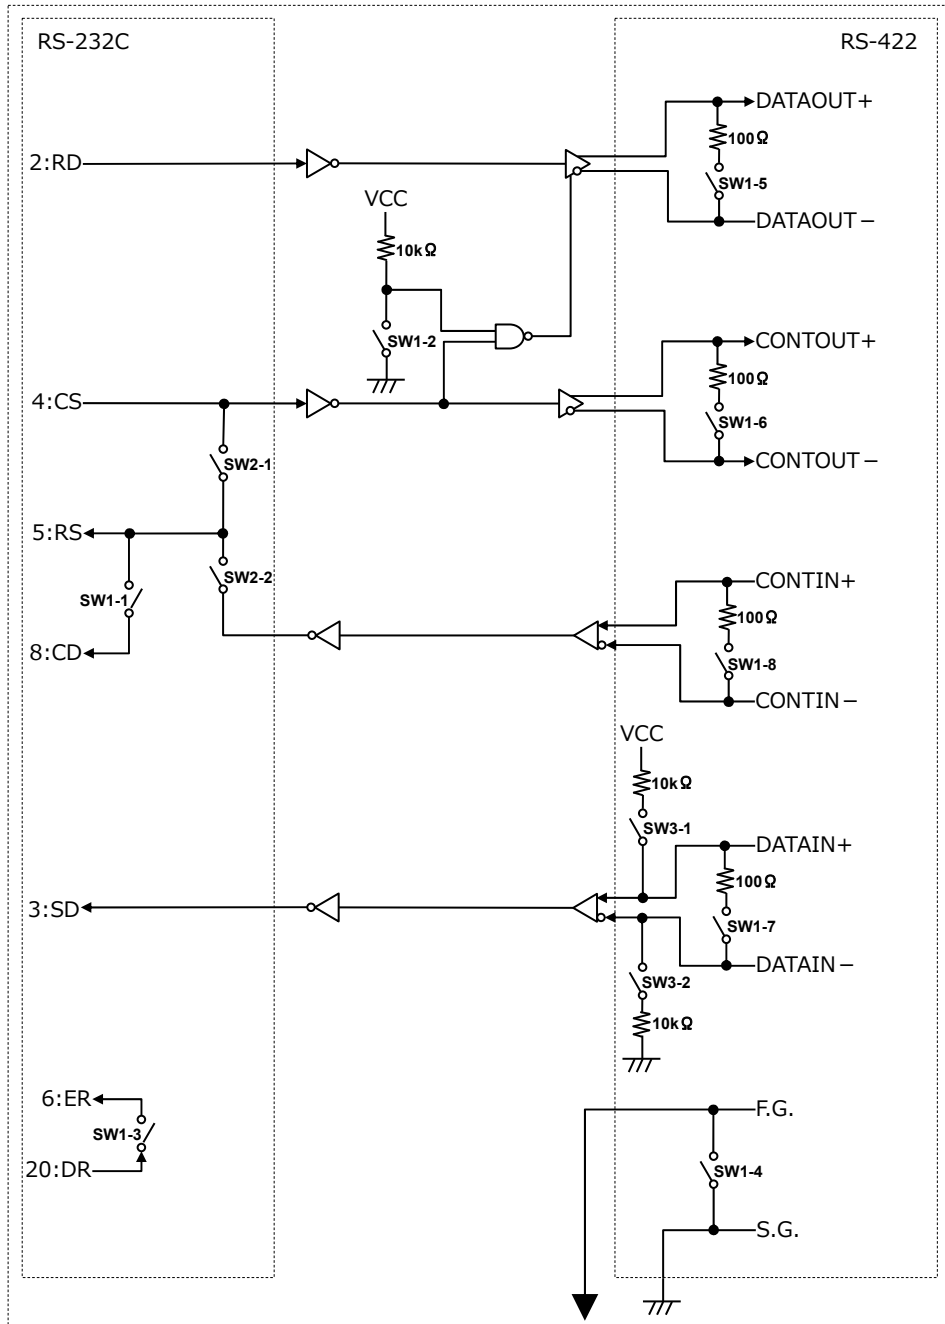 RS-232C
RS-422
DATAOUT+
100Ω
2:RD
SW1-5
VCC
DATAOUT−
10kΩ
SW1-2
CONTOUT+
100Ω
4:CS
SW1-6
SW2-1
CONTOUT−
5:RS
SW2-2
CONTIN+
SW1-1
100Ω
8:CD
SW1-8
CONTIN−
VCC
10kΩ
SW3-1
DATAIN+
100Ω
3:SD
SW1-7
DATAIN−
SW3-2
10kΩ
6:ER
F.G.
SW1-3
20:DR
SW1-4
S.G.